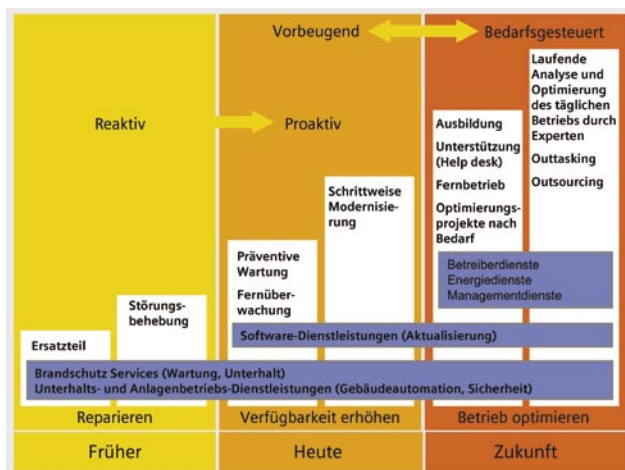 Vorbeugend
Bedarfsgesteuert
Reaktiv
Proaktiv
Ersatzteil
Störungs-
behebung
Präventive
Wartung
Fernüber-
wachung
Schrittweise
Modernisie-
rung
Ausbildung
Unterstützung
(Help desk)
Fernbetrieb
Optimierungs-
projekte nach
Bedarf
Laufende
Analyse und
Optimierung
des täglichen
Betriebs durch
Experten
Outtasking
Outsourcing
Betreiberdienste
Energiedienste
Managementdienste
Software-Dienstleistungen (Aktualisierung)
Brandschutz Services (Wartung, Unterhalt)
Unterhalts- und Anlagenbetriebs-Dienstleistungen (Gebäudeautomation, Sicherheit)
Reparieren
Verfügbarkeit erhöhen
Betrieb optimieren
Früher
Heute
Zukunft